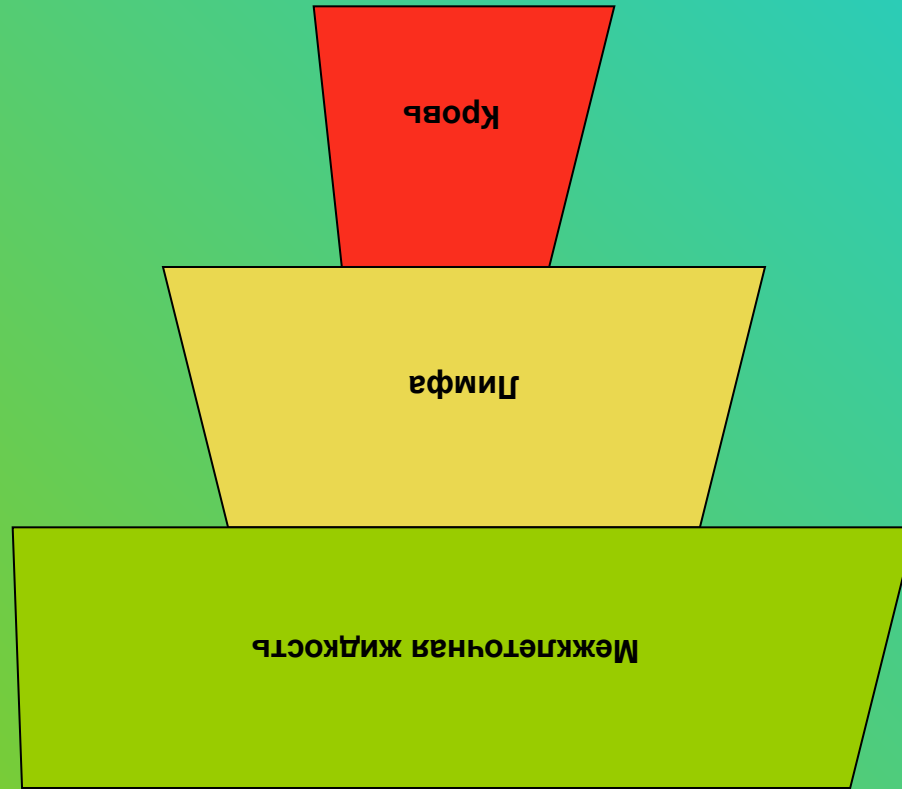 Межклеточная жидкость
Лимфа
Кровь